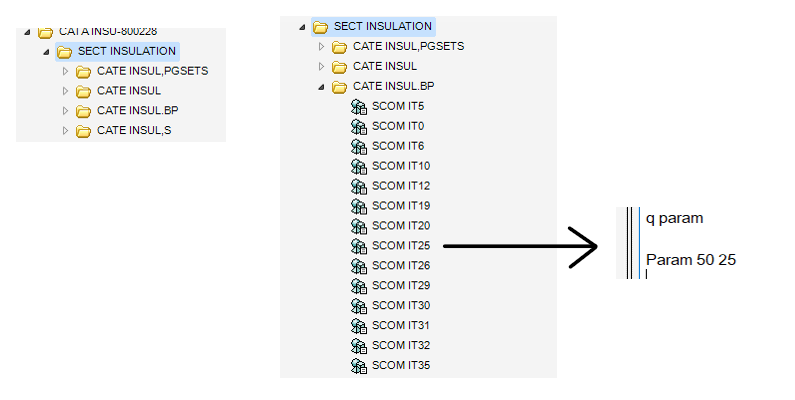 CATA INSU-800228
SECT INSULATION
CATE INSUL,PGSETS
CATE INSUL
CATE INSUL.BP
CATE INSUL,S
SECT INSULATION
CATE INSUL,PGSETS
CATE INSUL
CATE INSUL.BP
SCOM IT5
SCOM IT0
SCOM IT6
SCOM IT10
SCOM IT12
SCOM IT19
SCOM IT20
SCOM IT25
SCOM IT26
SCOM IT29
SCOM IT30
SCOM IT31
SCOM IT32
SCOM IT35
q param
Param 50 25